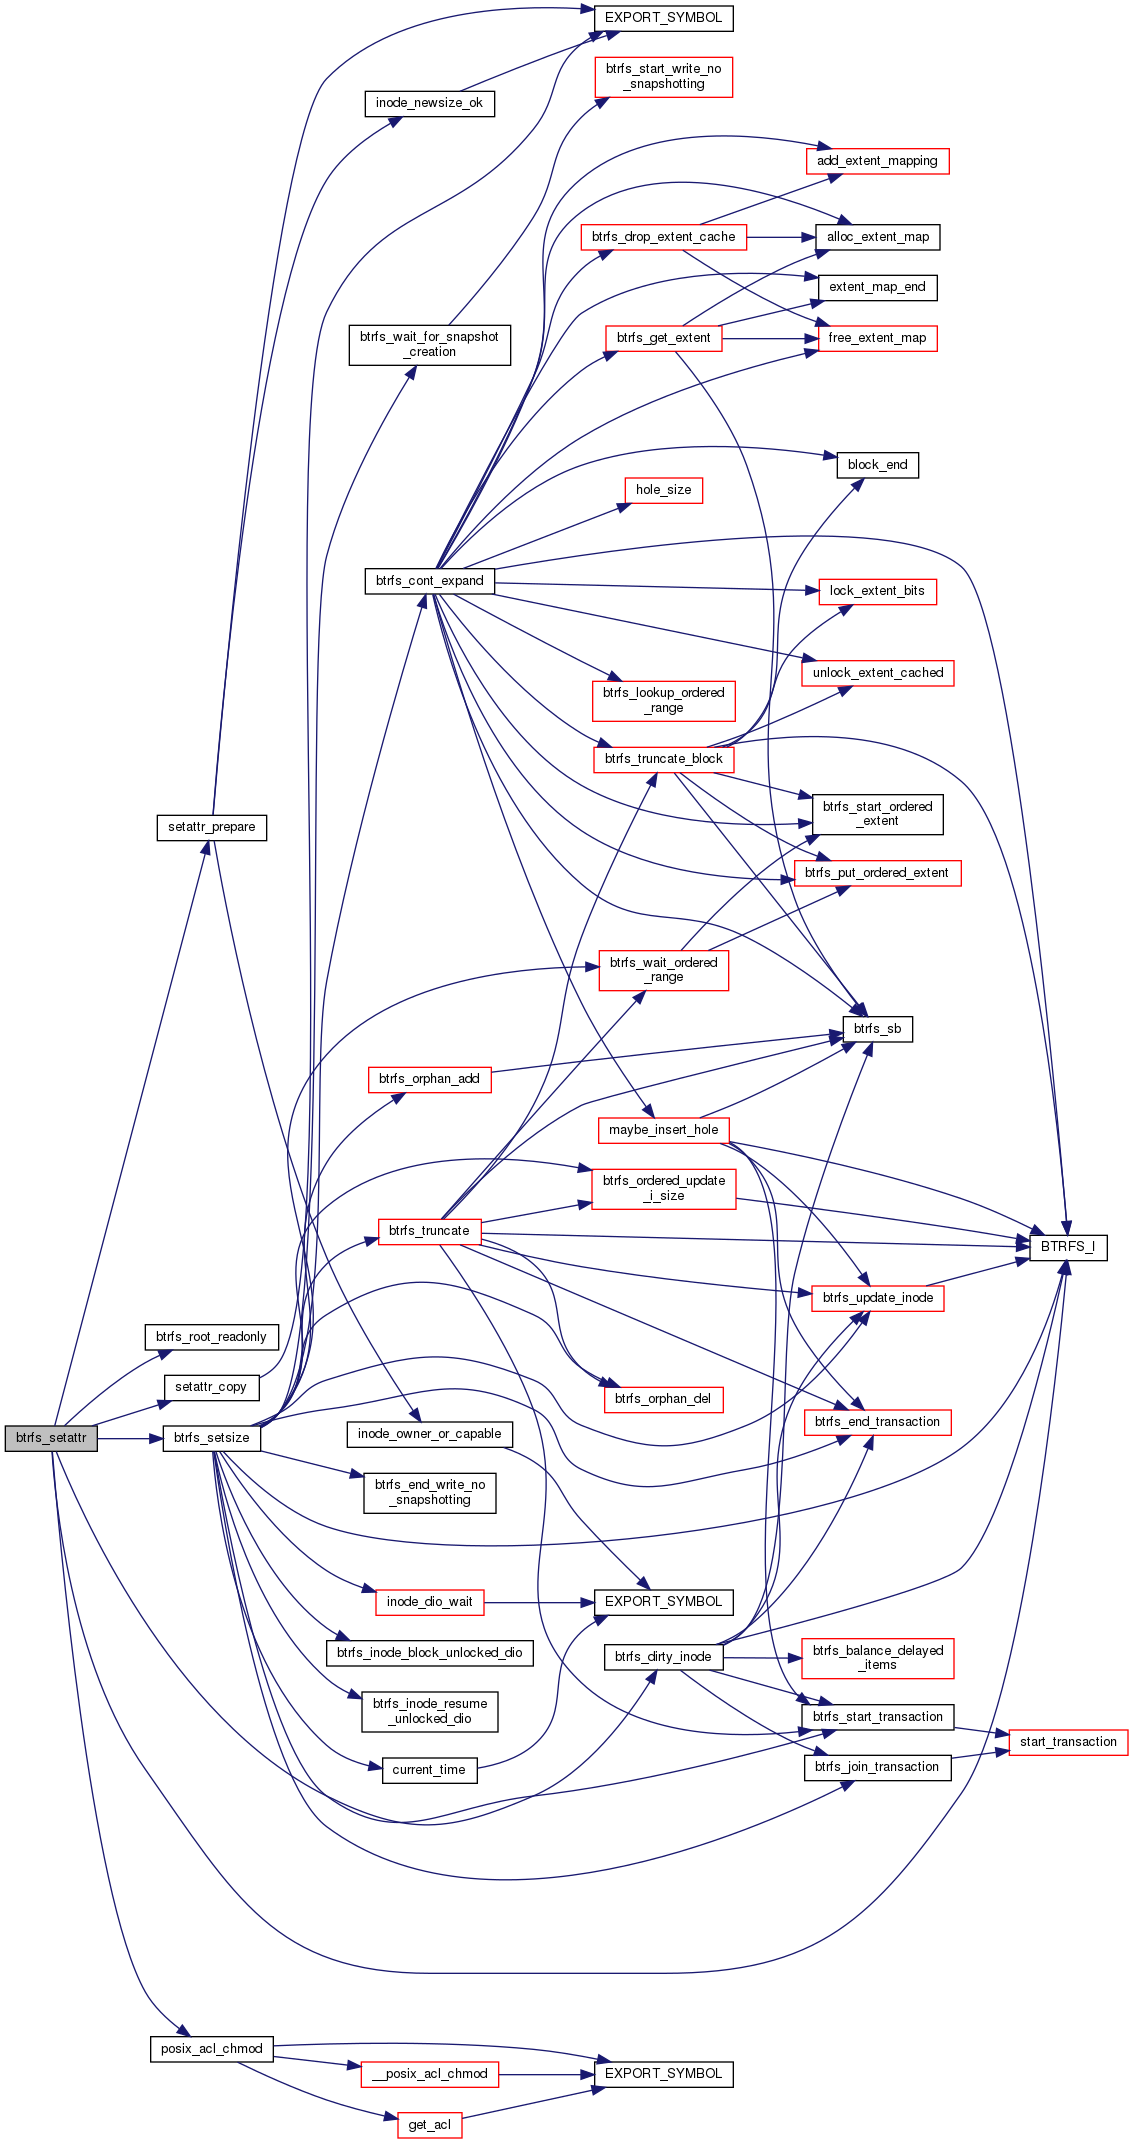 EXPORT_SYMBOL
btrfs_start_write_no
_snapshotting
inode_newsize_ok
add_extent_mapping
btrfs_drop_extent_cache
alloc_extent_map
extent_map_end
btrfs_wait_for_snapshot
_creation
btrfs_get_extent
free_extent_map
block_end
hole_size
btrfs_cont_expand
lock_extent_bits
unlock_extent_cached
btrfs_lookup_ordered
_range
btrfs_truncate_block
btrfs_start_ordered
_extent
setattr_prepare
btrfs_put_ordered_extent
btrfs_wait_ordered
_range
btrfs_sb
btrfs_orphan_add
maybe_insert_hole
btrfs_ordered_update
_i_size
btrfs_truncate
BTRFS_I
btrfs_update_inode
btrfs_root_readonly
setattr_copy
btrfs_orphan_del
btrfs_end_transaction
btrfs_setattr
btrfs_setsize
inode_owner_or_capable
btrfs_end_write_no
_snapshotting
inode_dio_wait
EXPORT_SYMBOL
btrfs_inode_block_unlocked_dio
btrfs_dirty_inode
btrfs_balance_delayed
_items
btrfs_inode_resume
_unlocked_dio
btrfs_start_transaction
start_transaction
current_time
btrfs_join_transaction
posix_acl_chmod
__posix_acl_chmod
EXPORT_SYMBOL
get_acl